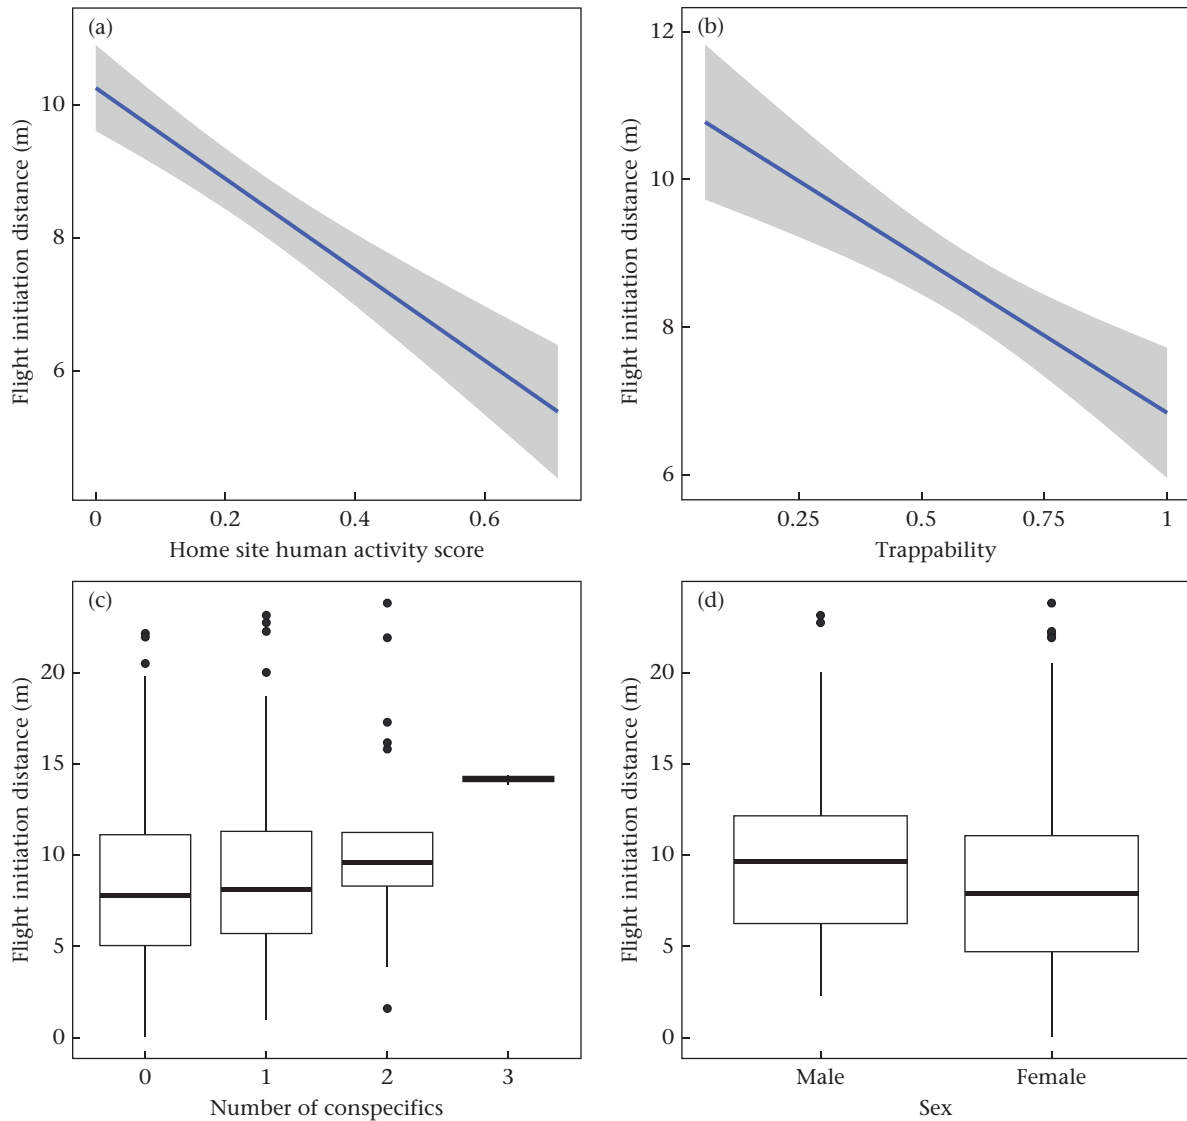 (a)
10
8
6
Flight initiation distance (m)
0 0.2 0.4 0.6
Home site human activity score
(b)
12
10
8
6
Flight initiation distance (m)
0.25 0.5 0.75 1
Trappability
(c)
20
15
10
5
0
Flight initiation distance (m)
0 1 2 3
Number of conspecifics
(d)
20
15
10
5
0
Flight initiation distance (m)
Male Female
Sex